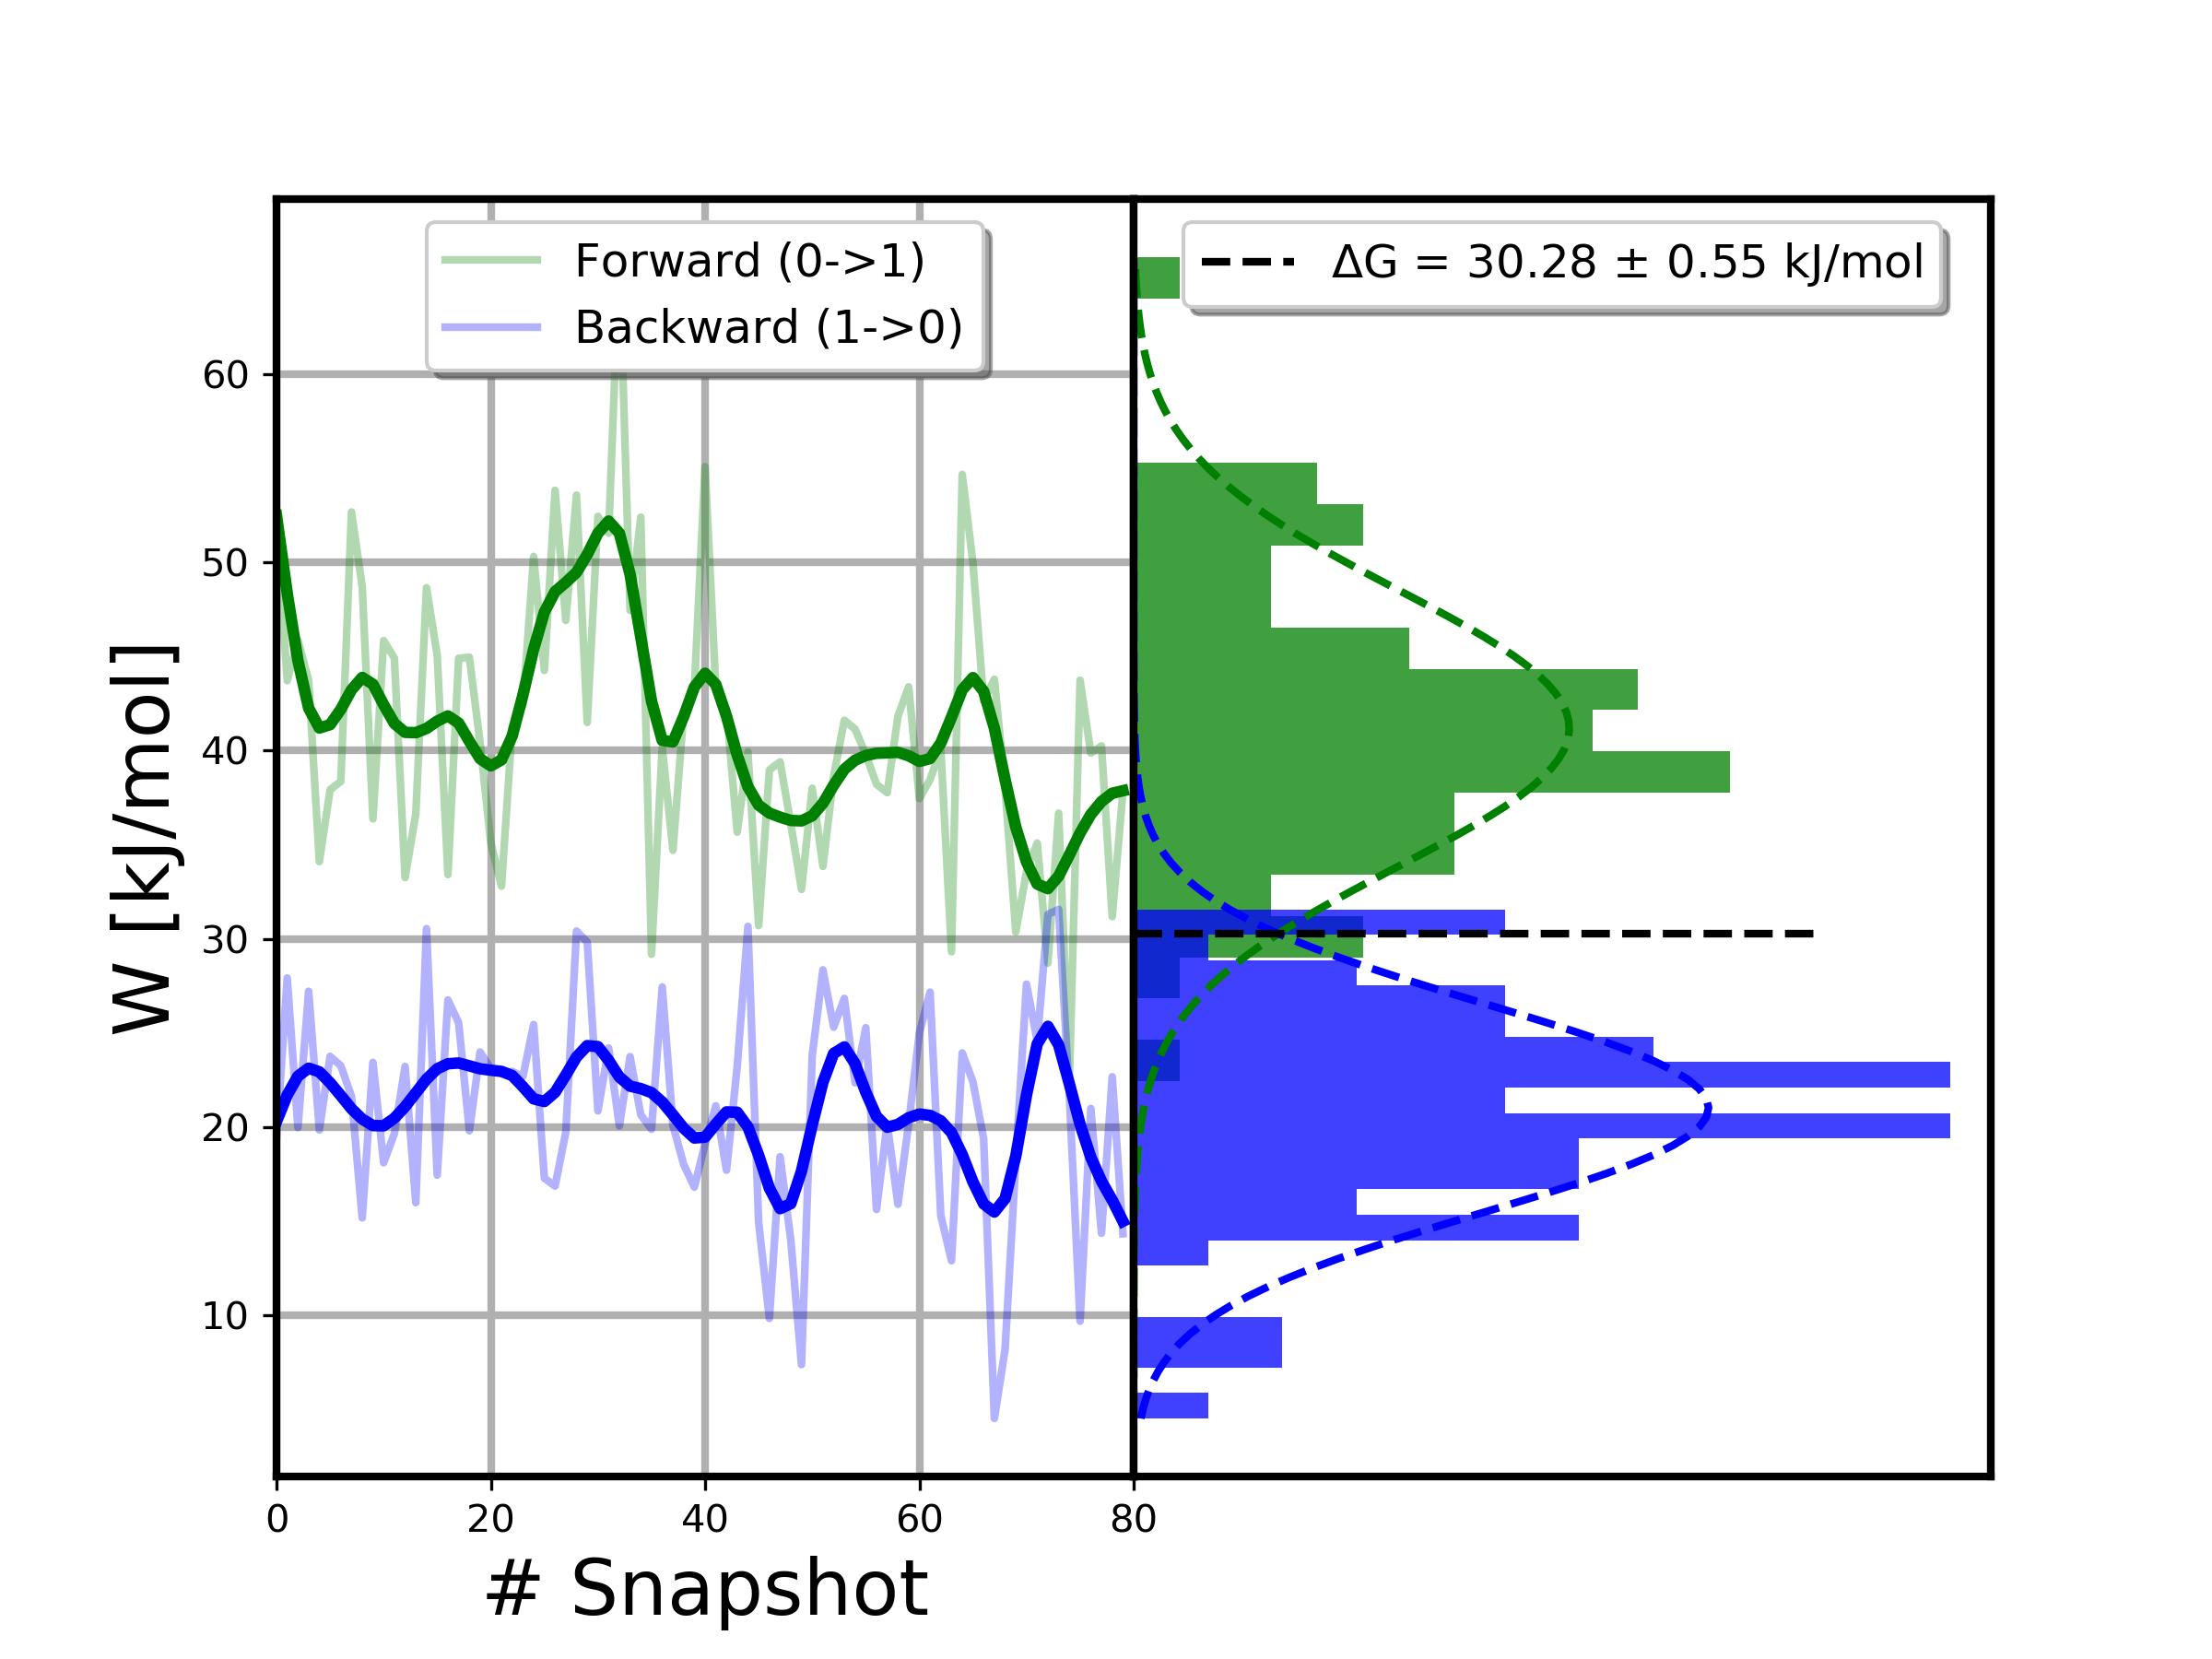 Forward (0->1)
Backward (1->0)
ΔG = 30.28 ± 0.55 kJ/mol
W [kJ/mol]
60
50
40
30
20
10
0 20 40 60 80
# Snapshot